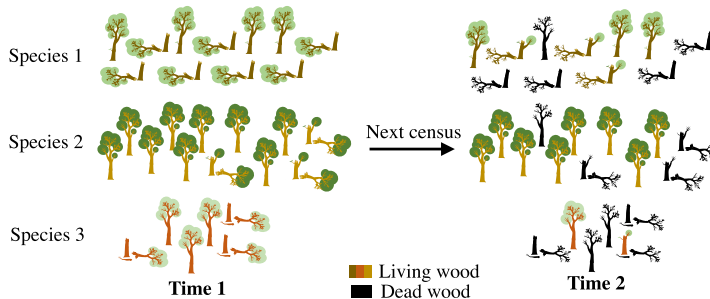 Species 1
Species 2
Next census
Species 3
Time 1
Living wood
Dead wood
Time 2